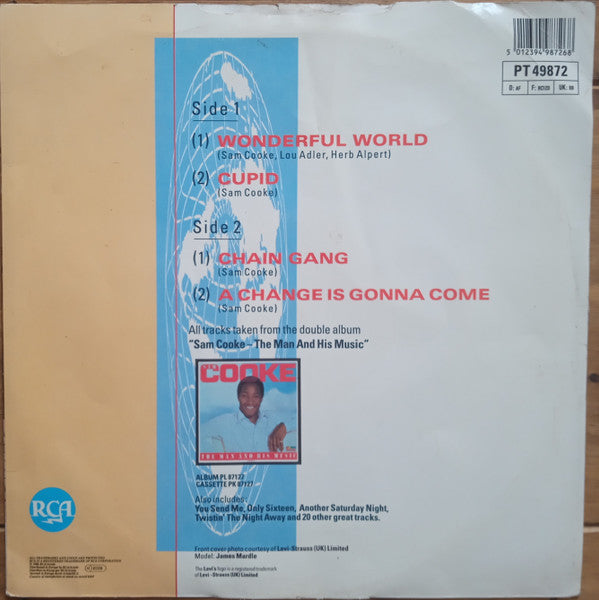 5 012394 987268
PT 49872
D: AF F: RC123 UK: BB
Side 1
(1) WONDERFUL WORLD
(Sam Cooke, Lou Adler, Herb Alpert)
(2) CUPID
(Sam Cooke)
Side 2
(1) CHAIN GANG
(Sam Cooke)
(2) A CHANGE IS GONNA COME
(Sam Cooke)
All tracks taken from the double album
"Sam Cooke – The Man And His Music"
COOKE
THE MAN AND HIS MUSIC
ALBUM PL 87127
CASSETTE PK 87127
Also includes:
You Send Me, Only Sixteen, Another Saturday Night,
Twistin' The Night Away and 20 other great tracks.
RCA
Front cover photo courtesy of Levi-Strauss (UK) Limited
Model: James Mardle
The Levi's logo is a registered trademark
of Levi-Strauss (UK) Limited